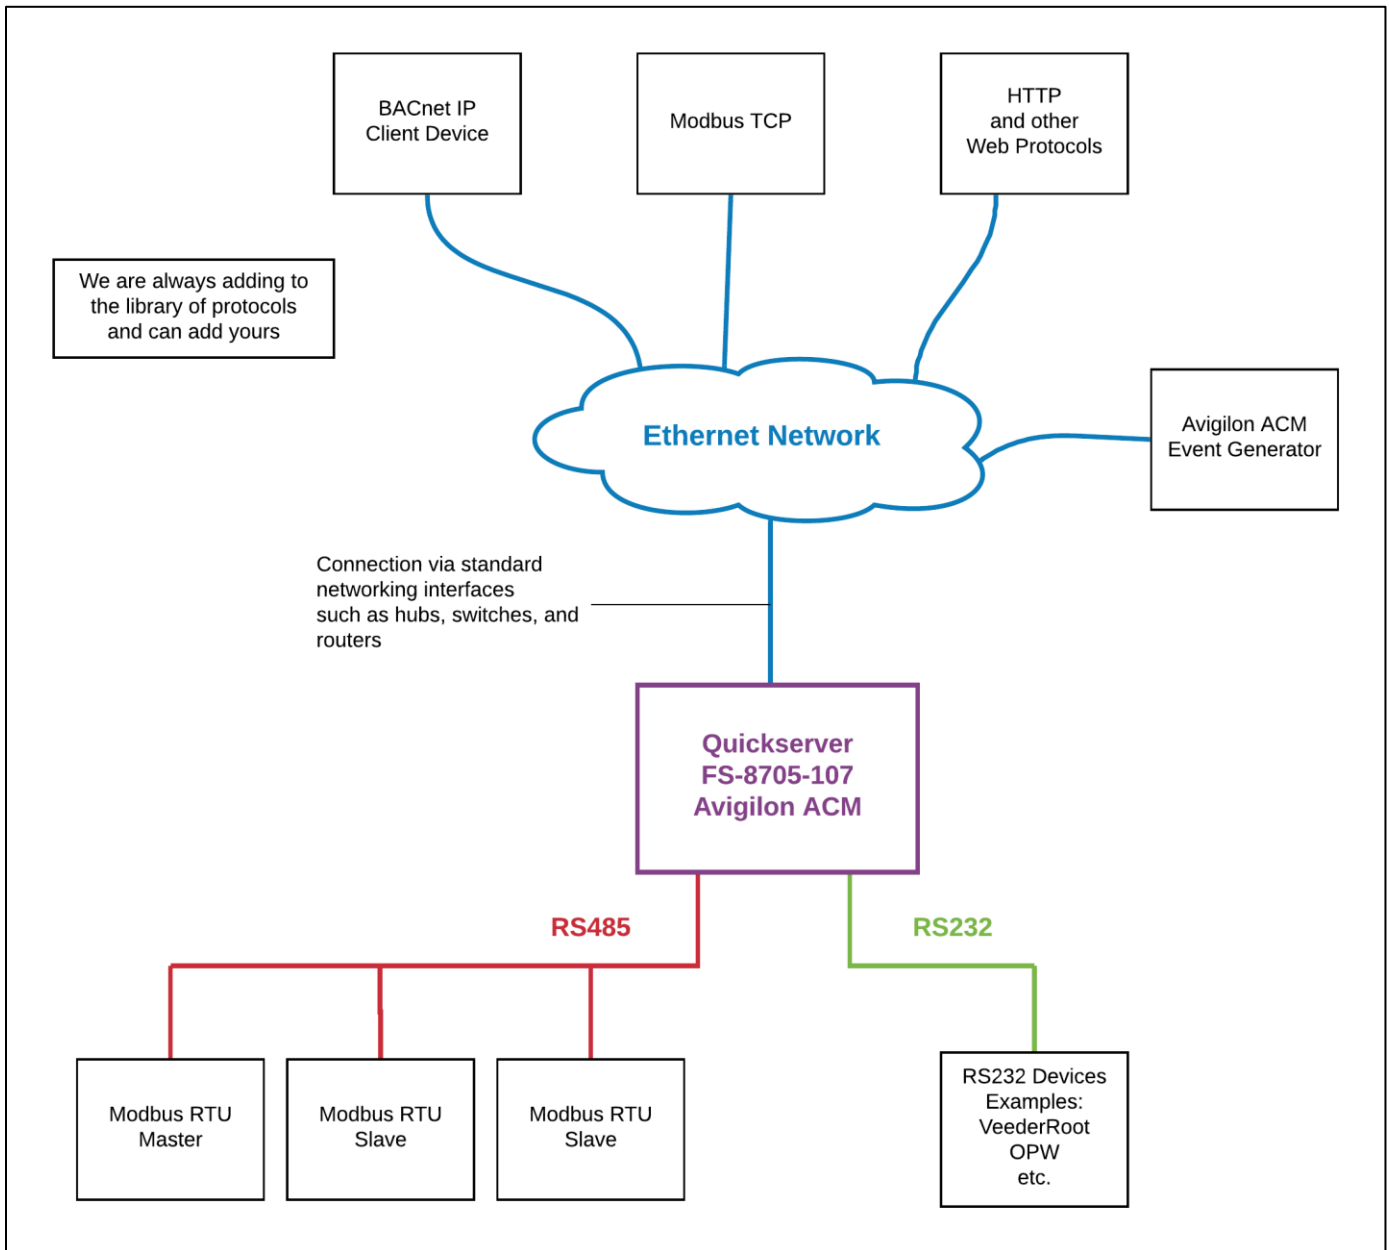 BACnet IP
Client Device
Modbus TCP
HTTP
and other
Web Protocols
We are always adding to
the library of protocols
and can add yours
Ethernet Network
Avigilon ACM
Event Generator
Connection via standard
networking interfaces
such as hubs, switches, and
routers
Quickserver
FS-8705-107
Avigilon ACM
RS485
RS232
Modbus RTU
Master
Modbus RTU
Slave
Modbus RTU
Slave
RS232 Devices
Examples:
VeederRoot
OPW
etc.